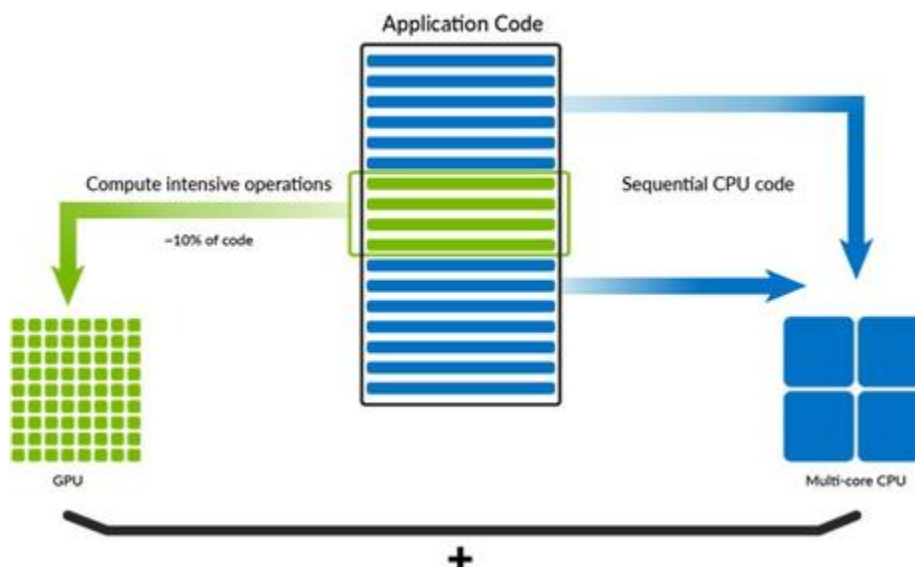 Application Code
Compute intensive operations
~10% of code
Sequential CPU code
GPU
Multi-core CPU
+